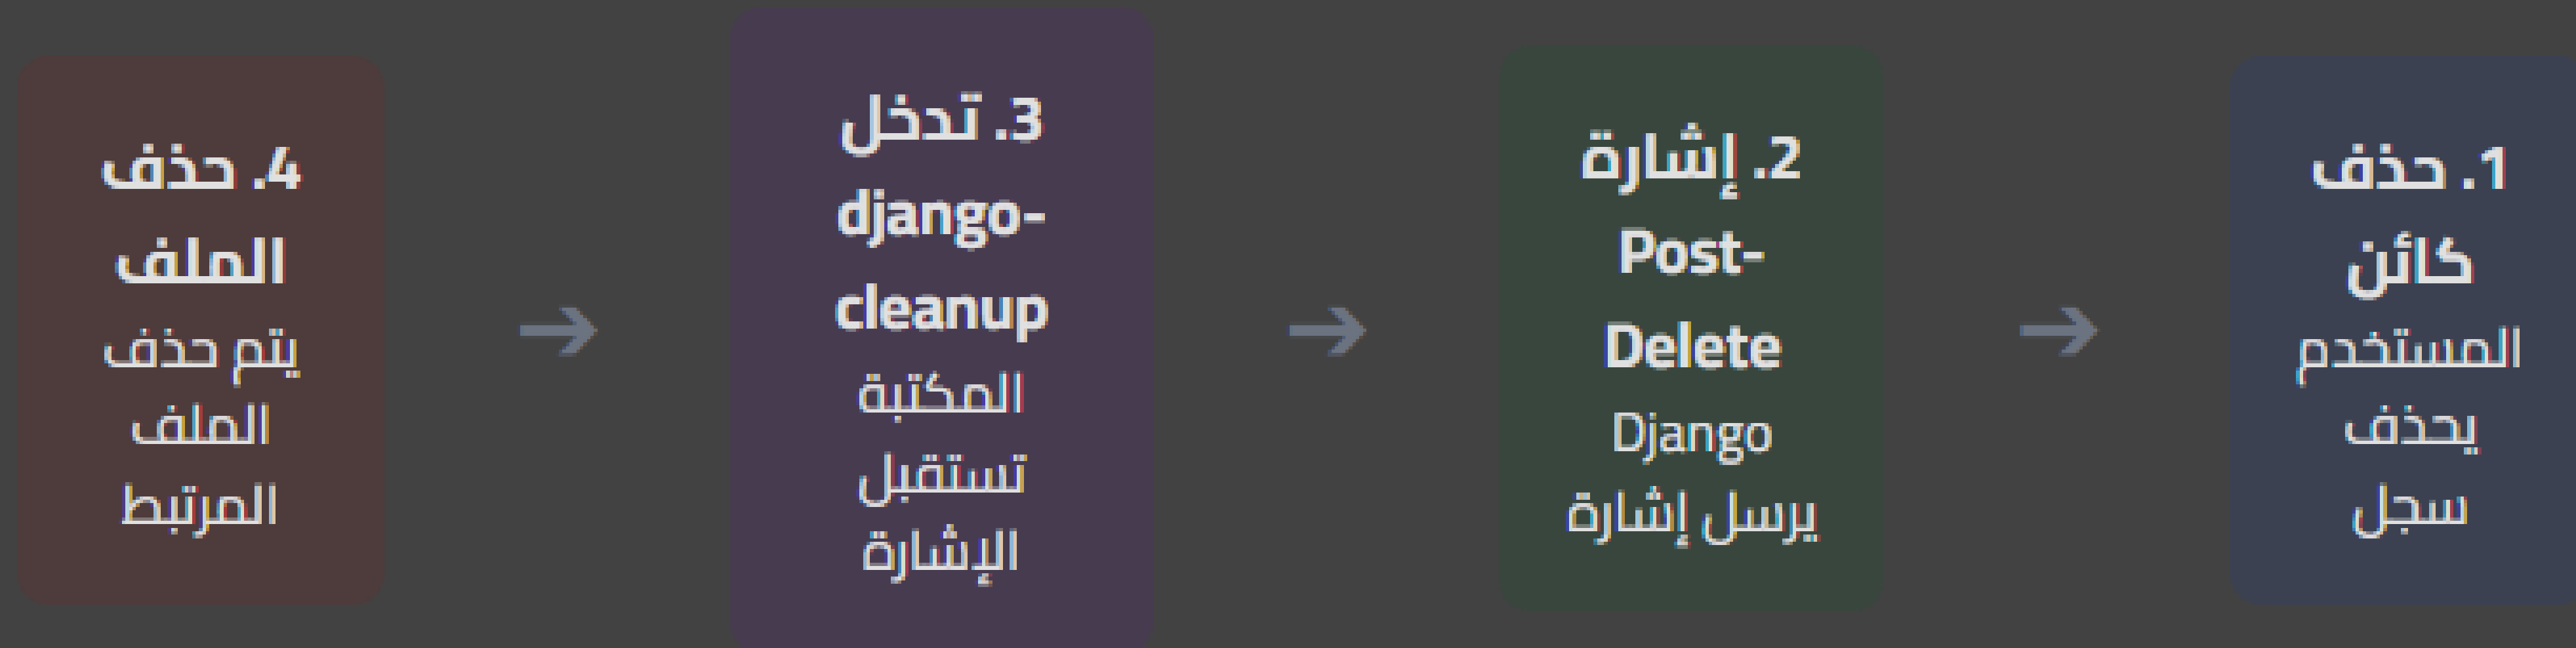 1. حذف
كائن
المستخدم
يحذف
سجل
→
2. إشارة
Post-
Delete
Django
يرسل إشارة
→
3. تدخل
django-
cleanup
المكتبة
تستقبل
الإشارة
→
4. حذف
الملف
يتم حذف
الملف
المرتبط